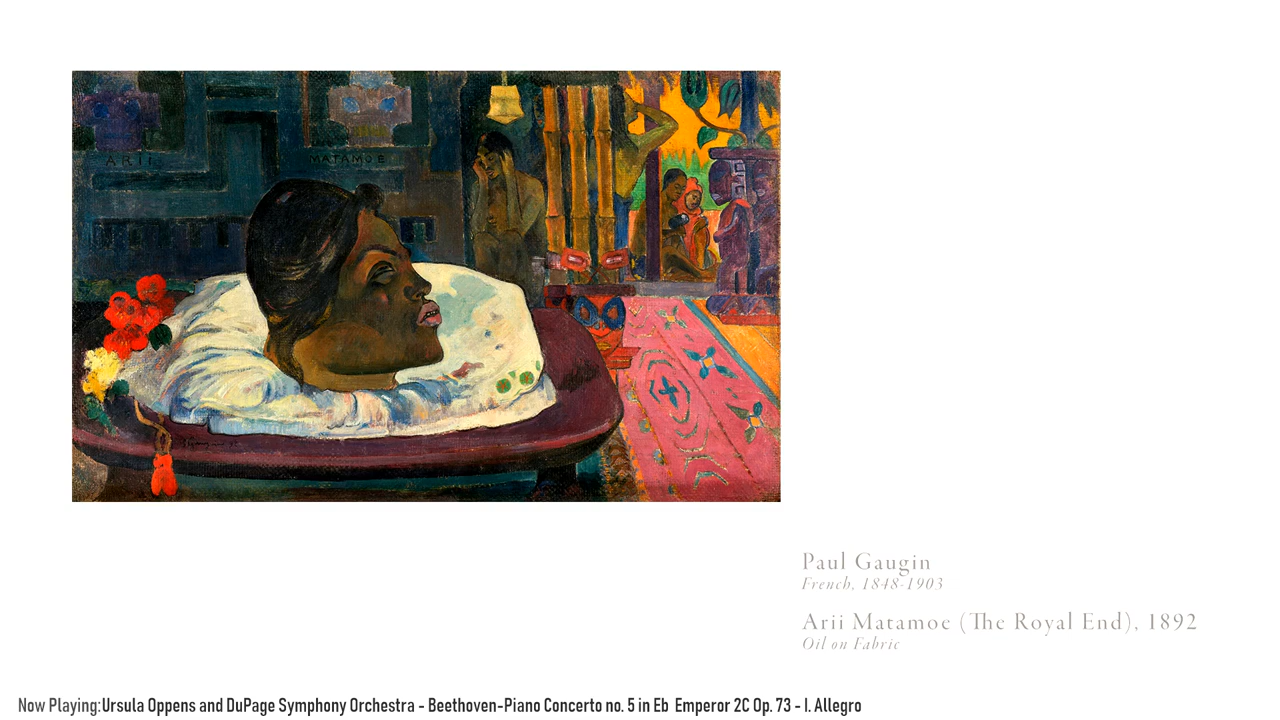 ARII
MATAMOE
Paul Gaugin
French, 1848-1903
Arii Matamoe (The Royal End), 1892
Oil on Fabric
Now Playing:Ursula Oppens and DuPage Symphony Orchestra - Beethoven-Piano Concerto no. 5 in Eb Emperor 2C Op. 73 - I. Allegro